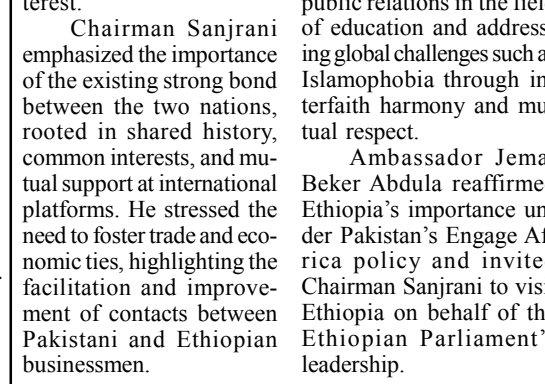 terest.
Chairman Sanjrani
emphasized the importance
of the existing strong bond
between the two nations,
rooted in shared history,
common interests, and mu-
tual support at international
platforms. He stressed the
need to foster trade and eco-
nomic ties, highlighting the
facilitation and improve-
ment of contacts between
Pakistani and Ethiopian
businessmen.
public relations in the fiel
of education and address
ing global challenges such a
Islamophobia through in
terfaith harmony and mu
tual respect.
Ambassador Jema
Beker Abdula reaffirme
Ethiopia's importance un
der Pakistan's Engage Af
rica policy and invite
Chairman Sanjrani to visi
Ethiopia on behalf of th
Ethiopian Parliament'
leadership.